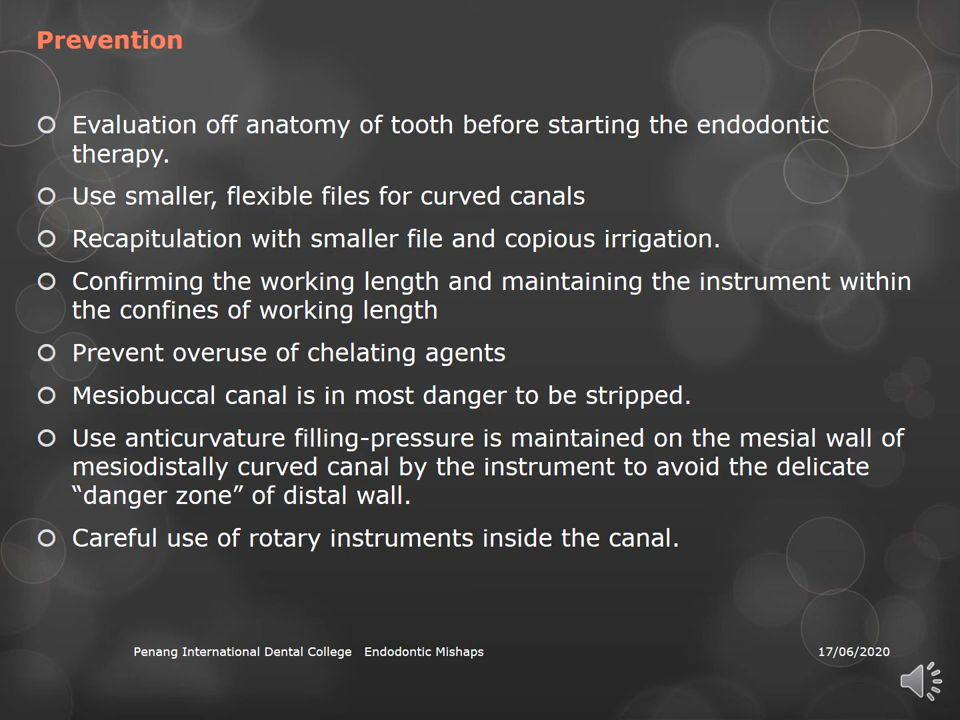 Prevention
Evaluation off anatomy of tooth before starting the endodontic
therapy.
Use smaller, flexible files for curved canals
Recapitulation with smaller file and copious irrigation.
Confirming the working length and maintaining the instrument within
the confines of working length
Prevent overuse of chelating agents
Mesiobuccal canal is in most danger to be stripped.
Use anticurvature filling-pressure is maintained on the mesial wall of
mesiodistally curved canal by the instrument to avoid the delicate
“danger zone” of distal wall.
Careful use of rotary instruments inside the canal.
Penang International Dental College Endodontic Mishaps 17/06/2020